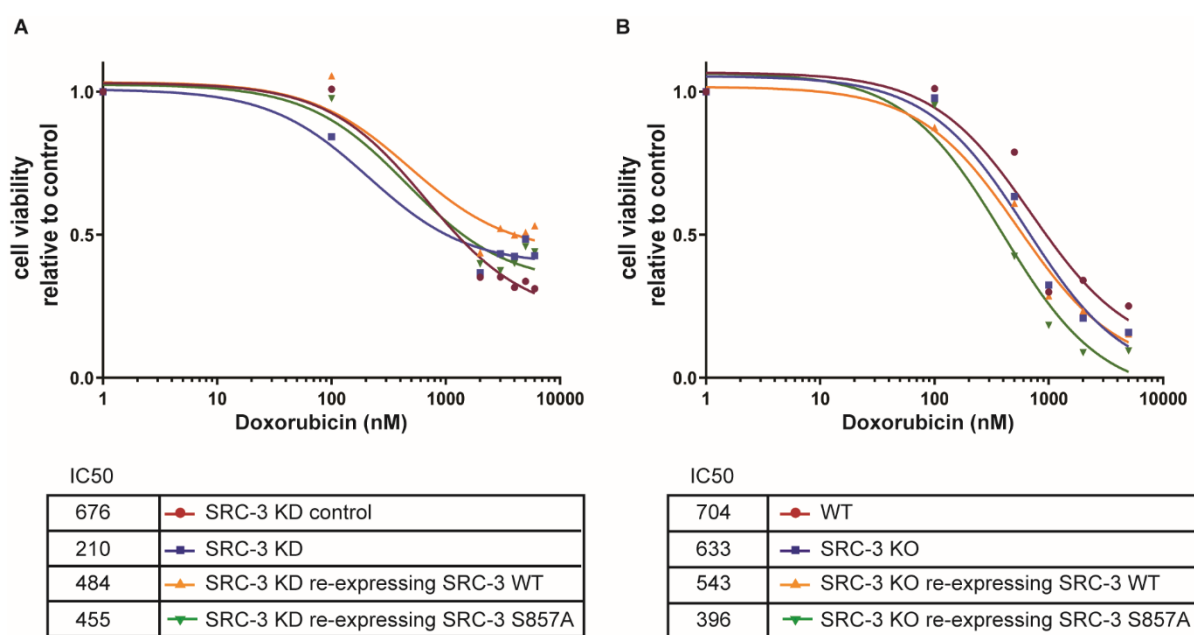 A
cell viability
relative to control
1.0
0.5
0.0
1
10
100
1000
10000
Doxorubicin (nM)
IC50
676 SRC-3 KD control
210 SRC-3 KD
484 SRC-3 KD re-expressing SRC-3 WT
455 SRC-3 KD re-expressing SRC-3 S857A
B
cell viability
relative to control
1.0
0.5
0.0
1
10
100
1000
10000
Doxorubicin (nM)
IC50
704 WT
633 SRC-3 KO
543 SRC-3 KO re-expressing SRC-3 WT
396 SRC-3 KO re-expressing SRC-3 S857A